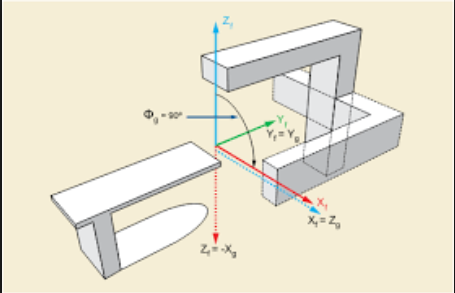 Z_f
Φ_g = 90°
Y_f
Y_f = Y_g
X_f
X_f = Z_g
Z_f = -X_g